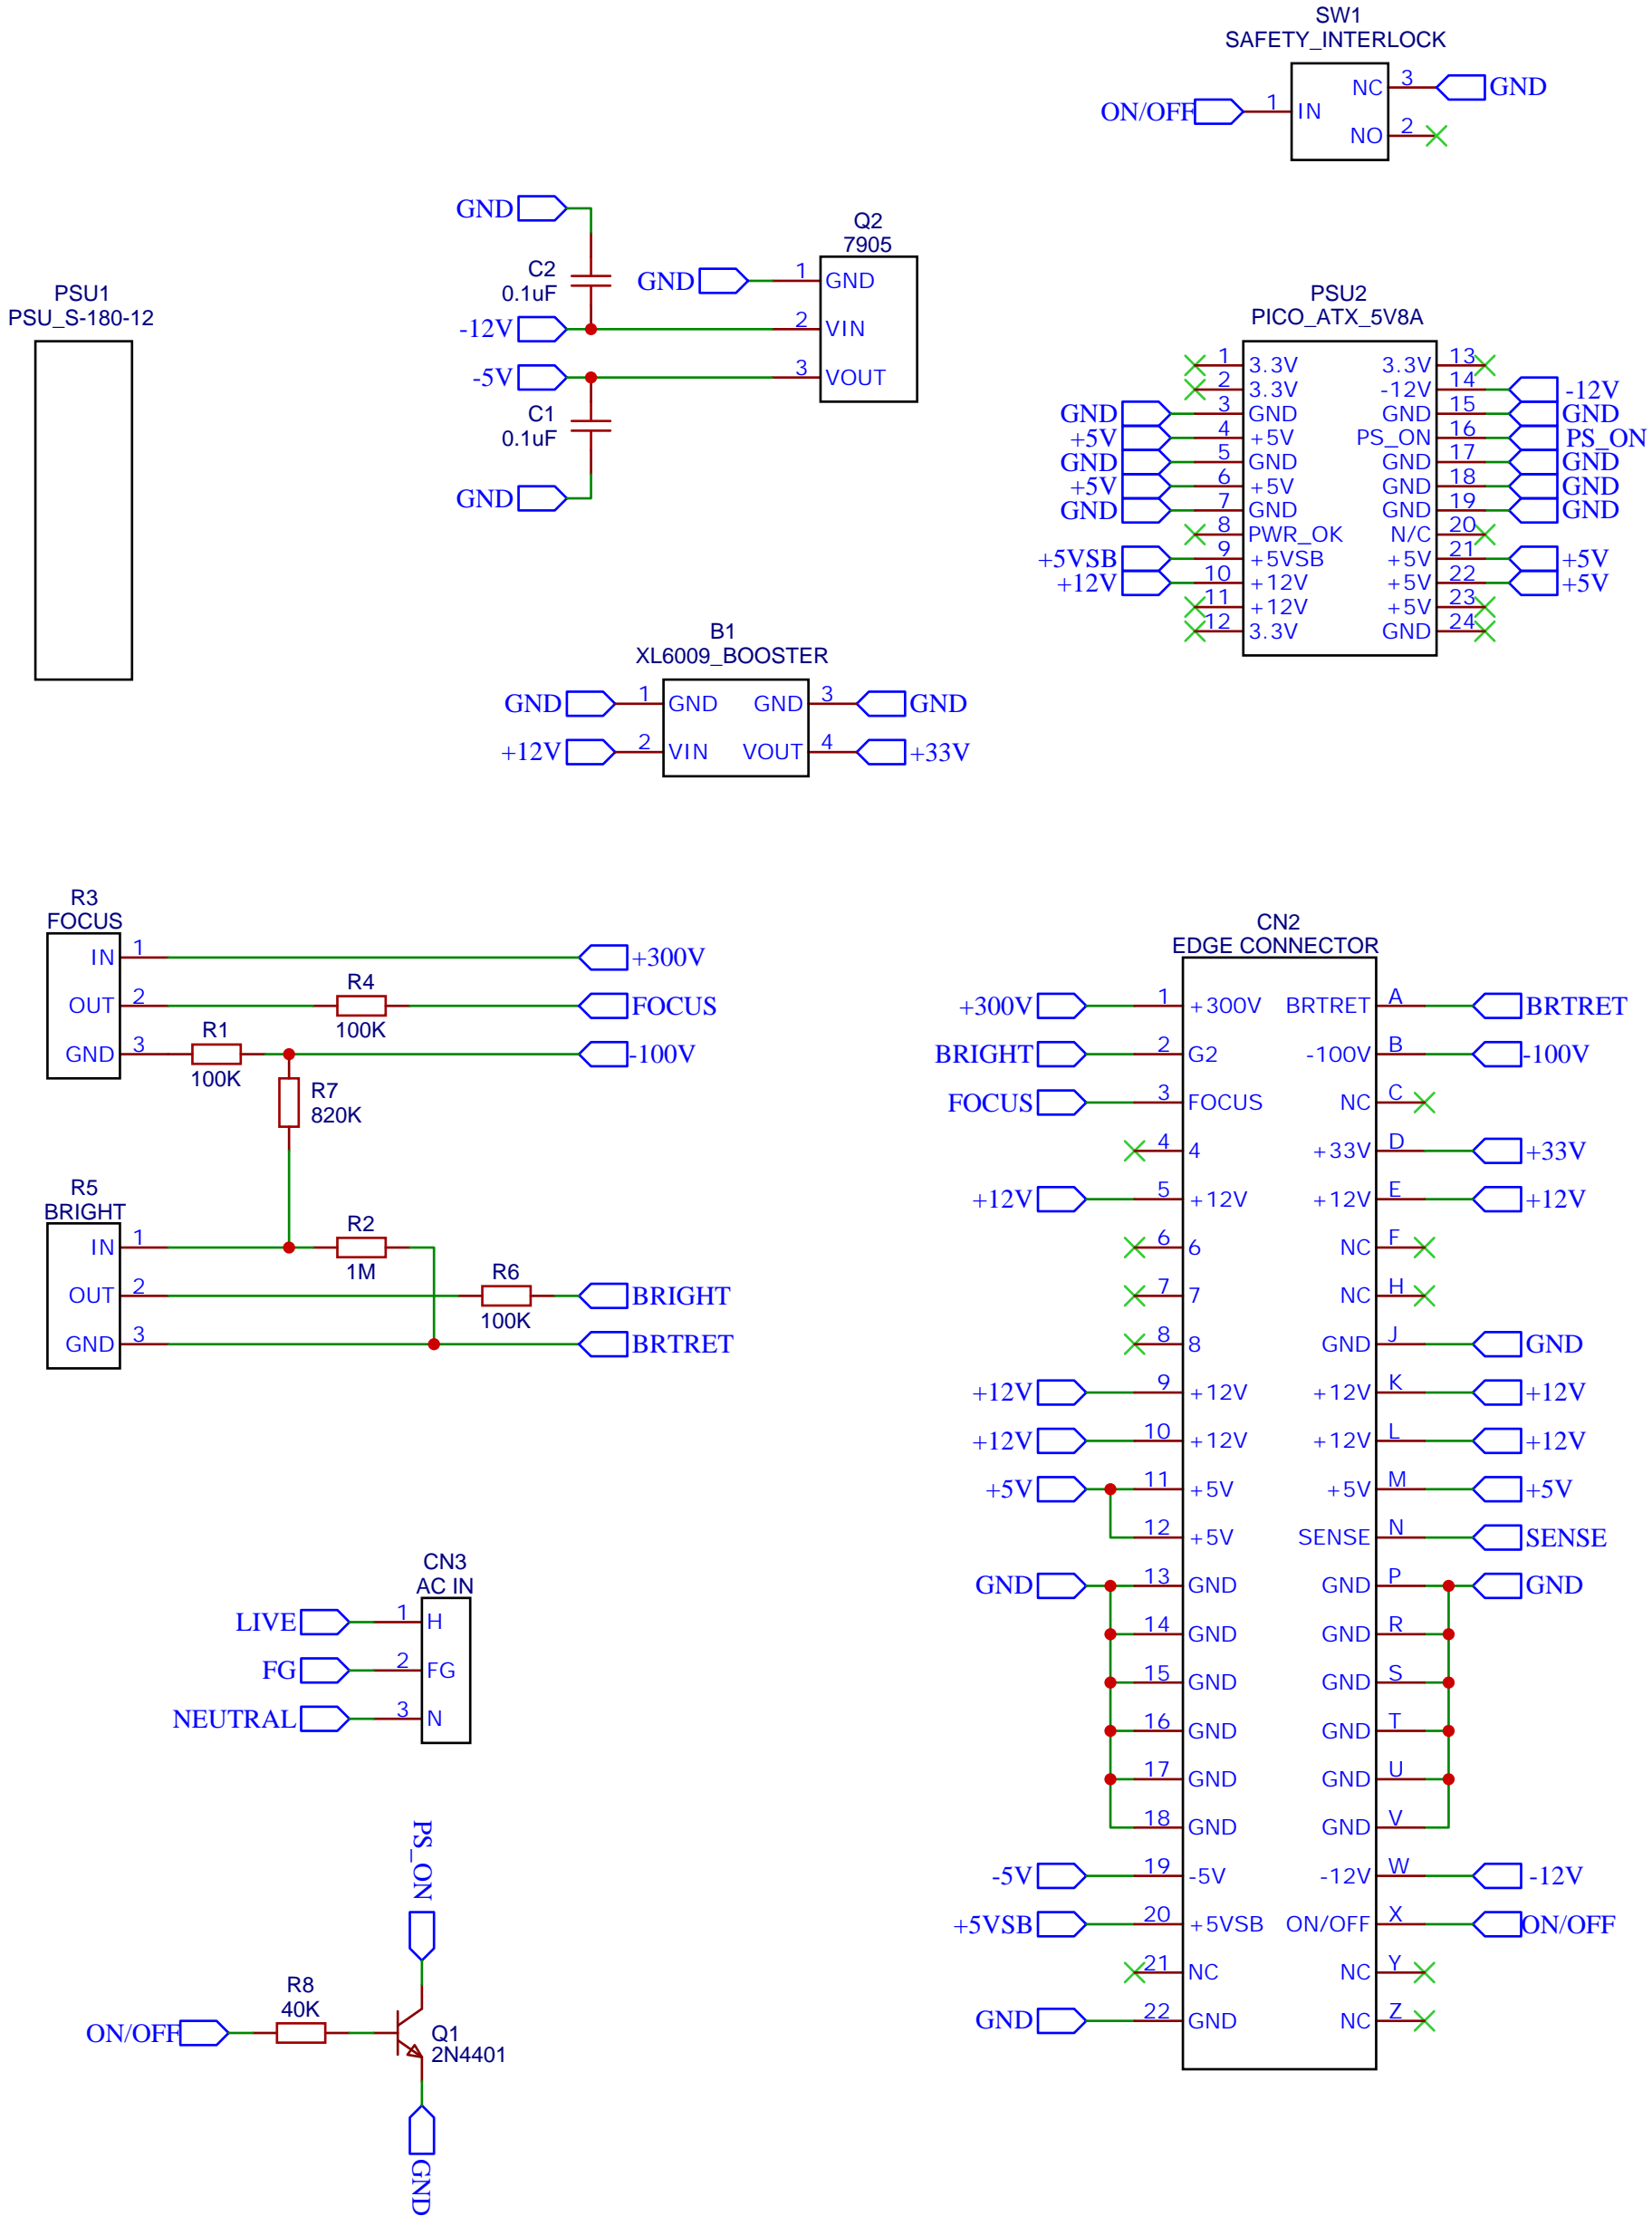 SW1
SAFETY_INTERLOCK
ON/OFF 1 IN NC 3 GND
NO 2
GND
C2
0.1uF
-12V
-5V
C1
0.1uF
GND
Q2
7905
GND 1 GND
2 VIN
3 VOUT
PSU1
PSU_S-180-12
PSU2
PICO_ATX_5V8A
1 3.3V 3.3V 13
2 3.3V -12V 14 -12V
GND 3 GND GND 15 GND
+5V 4 +5V PS_ON 16 PS_ON
GND 5 GND GND 17 GND
+5V 6 +5V GND 18 GND
GND 7 GND GND 19 GND
8 PWR_OK N/C 20
+5VSB 9 +5VSB +5V 21 +5V
+12V 10 +12V +5V 22 +5V
11 +12V +5V 23
12 3.3V GND 24
B1
XL6009_BOOSTER
GND 1 GND GND 3 GND
+12V 2 VIN VOUT 4 +33V
R3
FOCUS
IN 1 +300V
OUT 2 R4 100K FOCUS
GND 3 R1 100K -100V
R7
820K
R5
BRIGHT
IN 1 R2 1M
OUT 2 R6 100K BRIGHT
GND 3 BRTRET
CN2
EDGE CONNECTOR
+300V 1 +300V BRTRET A BRTRET
BRIGHT 2 G2 -100V B -100V
FOCUS 3 FOCUS NC C
4 4 +33V D +33V
+12V 5 +12V +12V E +12V
6 6 NC F
7 7 NC H
8 8 GND J GND
+12V 9 +12V +12V K +12V
+12V 10 +12V +12V L +12V
+5V 11 +5V +5V M +5V
12 +5V SENSE N SENSE
GND 13 GND GND P GND
14 GND GND R
15 GND GND S
16 GND GND T
17 GND GND U
18 GND GND V
-5V 19 -5V -12V W -12V
+5VSB 20 +5VSB ON/OFF X ON/OFF
21 NC NC Y
GND 22 GND NC Z
CN3
AC IN
LIVE 1 H
FG 2 FG
NEUTRAL 3 N
PS_ON
R8
40K
ON/OFF
Q1
2N4401
GND